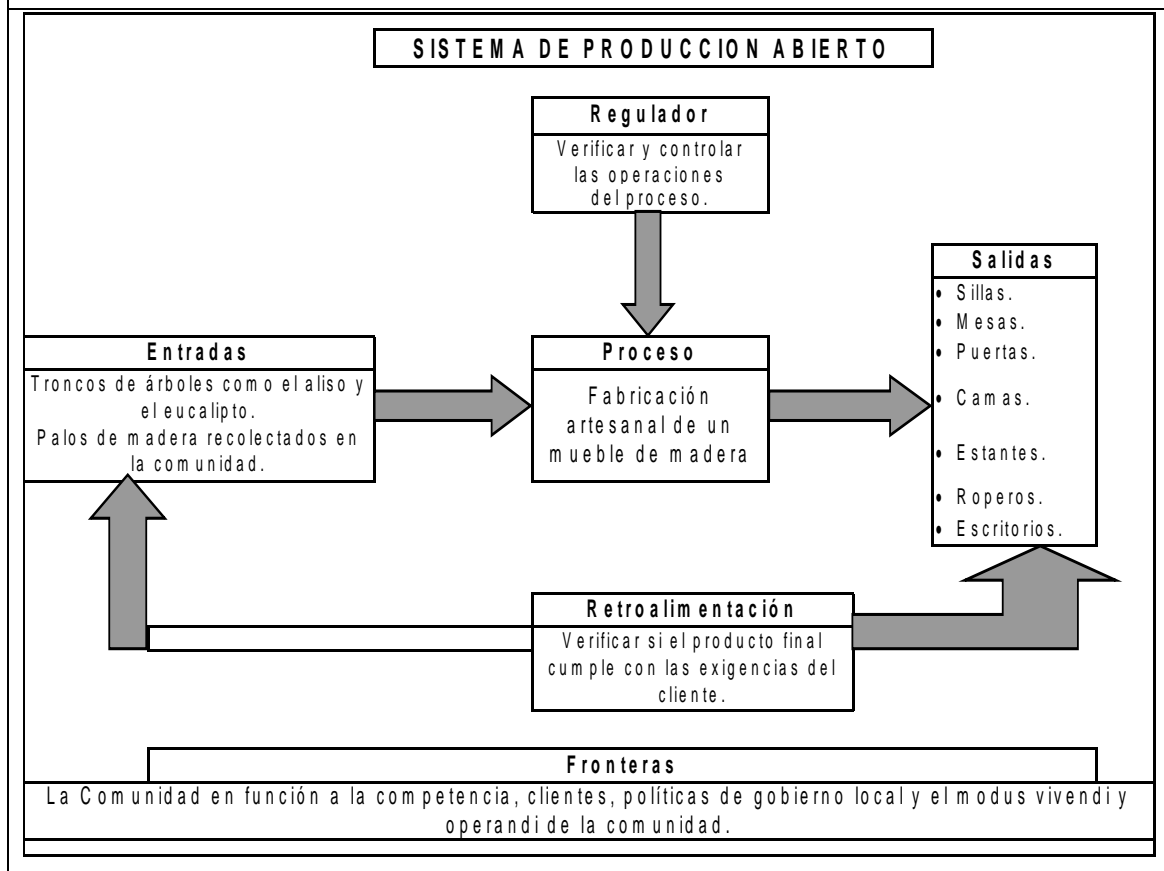 SISTEMA DE PRODUCCION ABIERTO
Regulador
Verificar y controlar
las operaciones
del proceso.
Salidas
• Sillas.
• Mesas.
• Puertas.
• Camas.
• Estantes.
• Roperos.
• Escritorios.
Entradas
Troncos de árboles como el aliso y
el eucalipto.
Palos de madera recolectados en
la comunidad.
Proceso
Fabricación
artesanal de un
mueble de madera
Retroalimentación
Verificar si el producto final
cumple con las exigencias del
cliente.
Fronteras
La Comunidad en función a la competencia, clientes, políticas de gobierno local y el modus vivendi y
operandi de la comunidad.